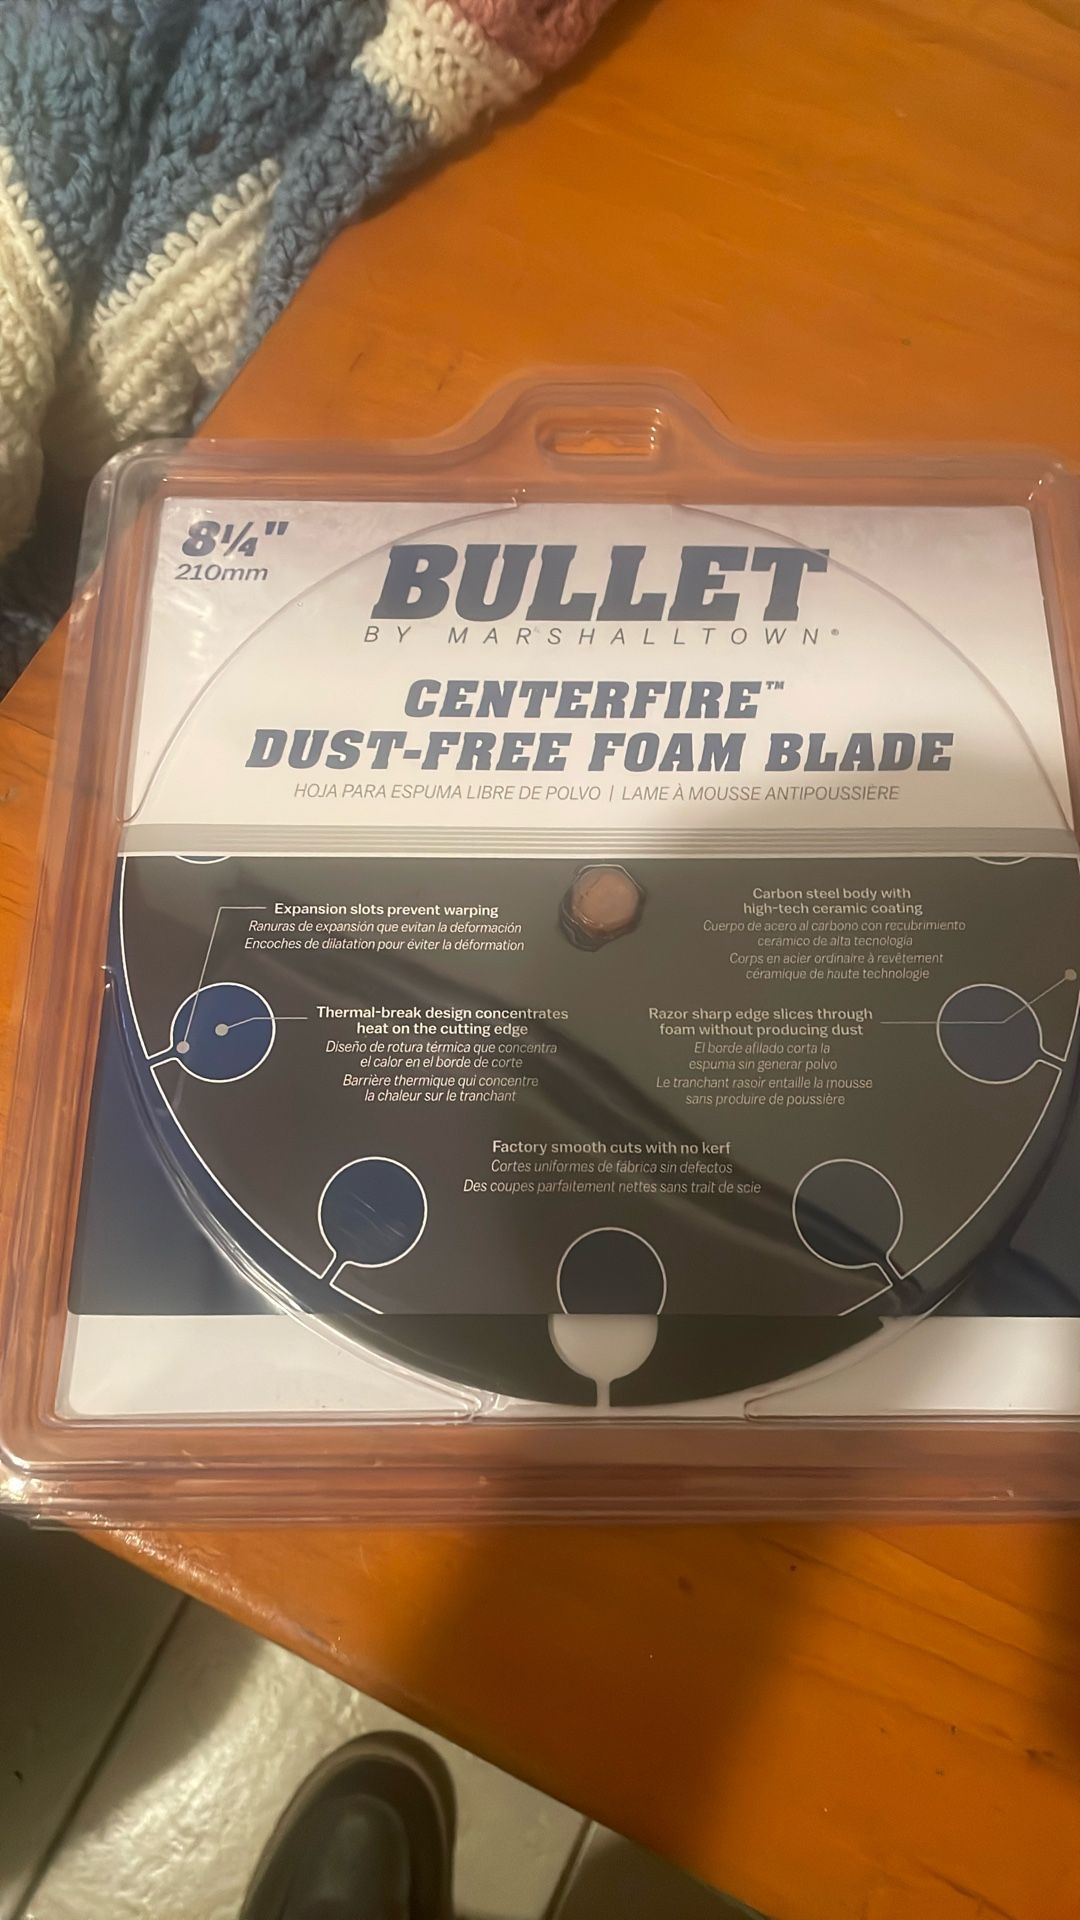 8¼"
210mm
BULLET
BY MARSHALLTOWN®
CENTERFIRE™
DUST-FREE FOAM BLADE
HOJA PARA ESPUMA LIBRE DE POLVO | LAME À MOUSSE ANTIPOUSSIÈRE
Expansion slots prevent warping
Ranuras de expansión que evitan la deformación
Encoches de dilatation pour éviter la déformation
Carbon steel body with
high-tech ceramic coating
Cuerpo de acero al carbono con recubrimiento
cerámico de alta tecnología
Corps en acier ordinaire à revêtement
céramique de haute technologie
Thermal-break design concentrates
heat on the cutting edge
Diseño de rotura térmica que concentra
el calor en el borde de corte
Barrière thermique qui concentre
la chaleur sur le tranchant
Razor sharp edge slices through
foam without producing dust
El borde afilado corta la
espuma sin generar polvo
Le tranchant rasoir entaille la mousse
sans produire de poussière
Factory smooth cuts with no kerf
Cortes uniformes de fábrica sin defectos
Des coupes parfaitement nettes sans trait de scie